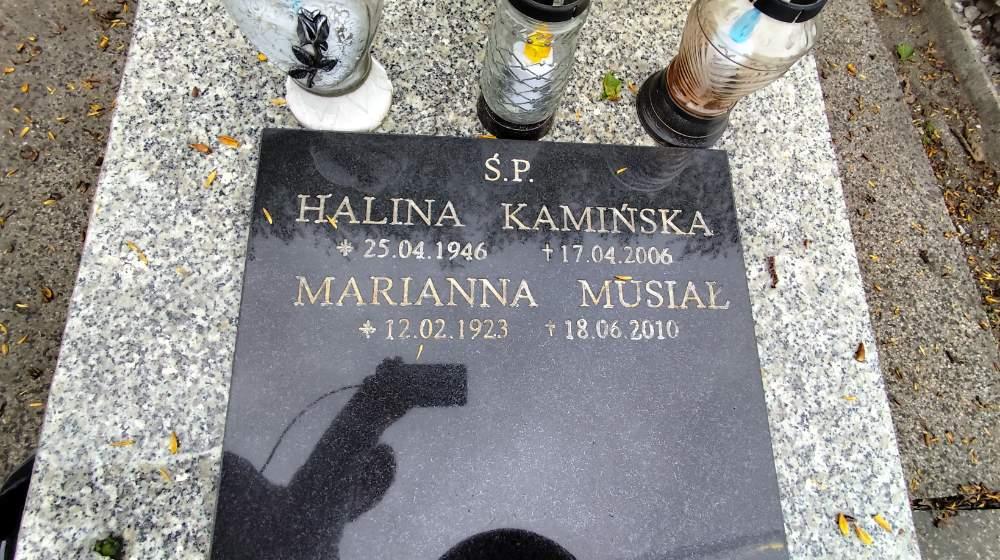 Ś.P.
HALINA KAMIŃSKA
* 25.04.1946 † 17.04.2006
MARIANNA MUSIAŁ
* 12.02.1923 † 18.06.2010